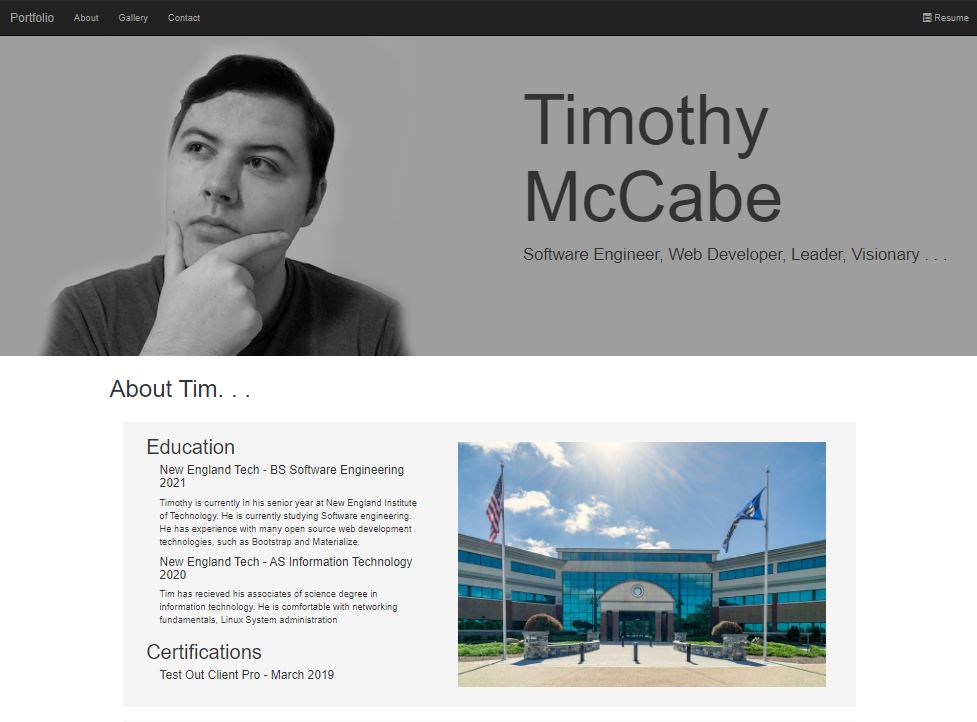 Portfolio About Gallery Contact Resume
Timothy
McCabe
Software Engineer, Web Developer, Leader, Visionary . . .
About Tim. . .
Education
New England Tech - BS Software Engineering
2021
Timothy is currently in his senior year at New England Institute
of Technology. He is currently studying Software engineering.
He has experience with many open source web development
technologies, such as Bootstrap and Materialize.
New England Tech - AS Information Technology
2020
Tim has recieved his associates of science degree in
information technology. He is comfortable with networking
fundamentals, Linux System administration
Certifications
Test Out Client Pro - March 2019